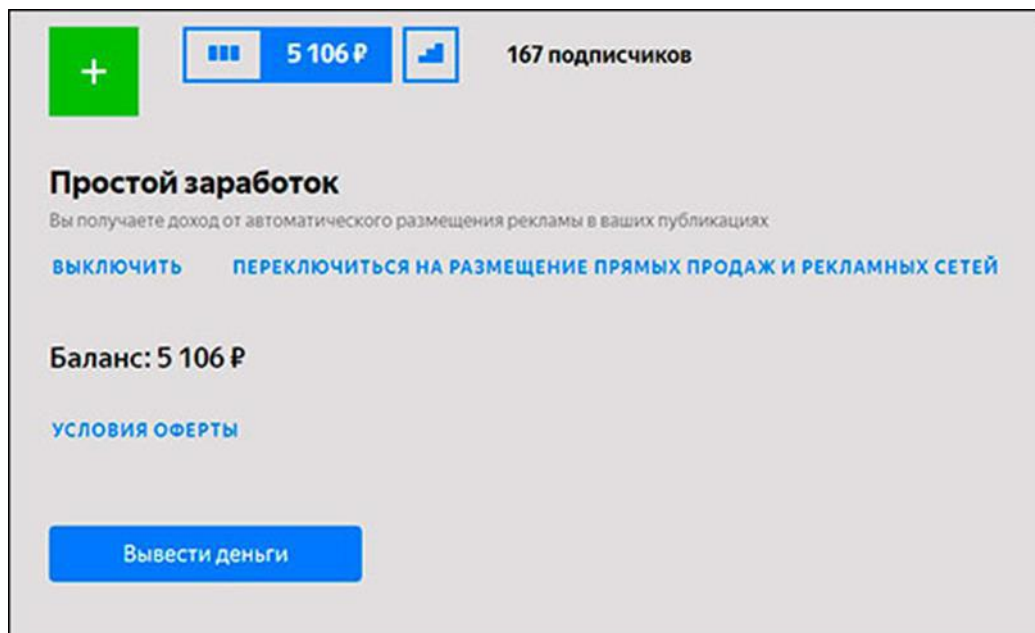 + 5 106 ₽ 167 подписчиков
Простой заработок
Вы получаете доход от автоматического размещения рекламы в ваших публикациях
ВЫКЛЮЧИТЬ ПЕРЕКЛЮЧИТЬСЯ НА РАЗМЕЩЕНИЕ ПРЯМЫХ ПРОДАЖ И РЕКЛАМНЫХ СЕТЕЙ
Баланс: 5 106 ₽
УСЛОВИЯ ОФЕРТЫ
Вывести деньги